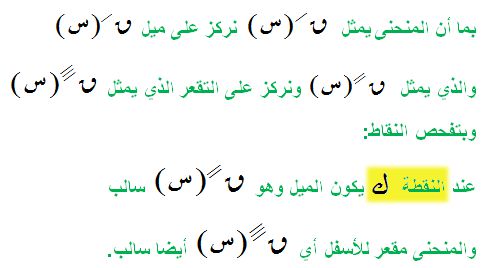 بما أن المنحنى يمثل ق′(س) نركز على ميل ق′(س)
والذي يمثل ق″(س) ونركز على التقعر الذي يمثل ق‴(س)
وبتفحص النقاط:
عند النقطة ك يكون الميل وهو ق″(س) سالب
والمنحنى مقعر للأسفل أي ق‴(س) أيضا سالب.